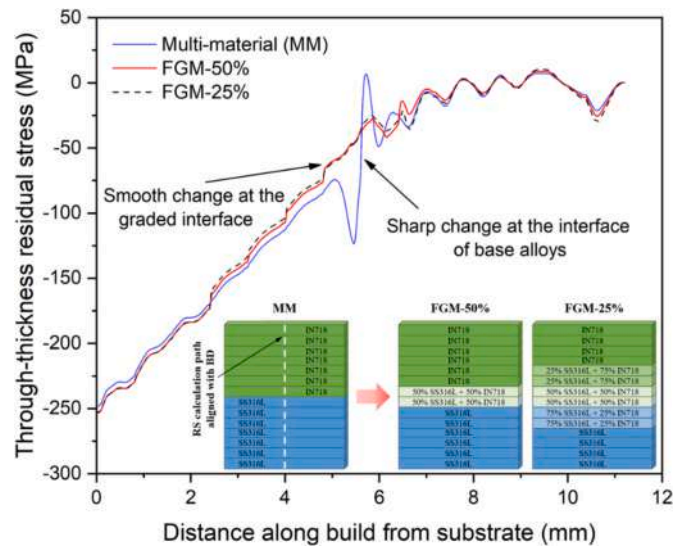 Through-thickness residual stress (MPa)
50
0
-50
-100
-150
-200
-250
-300
Multi-material (MM)
FGM-50%
FGM-25%
Smooth change at the
graded interface
Sharp change at the interface
of base alloys
RS calculation path
aligned with BD
MM
IN718
IN718
IN718
IN718
IN718
IN718
IN718
SS316L
SS316L
SS316L
SS316L
SS316L
SS316L
SS316L
FGM-50%
IN718
IN718
IN718
IN718
IN718
IN718
50% SS316L + 50% IN718
50% SS316L + 50% IN718
SS316L
SS316L
SS316L
SS316L
SS316L
SS316L
FGM-25%
IN718
IN718
IN718
IN718
25% SS316L + 75% IN718
25% SS316L + 75% IN718
50% SS316L + 50% IN718
50% SS316L + 50% IN718
75% SS316L + 25% IN718
75% SS316L + 25% IN718
SS316L
SS316L
SS316L
SS316L
0
2
4
6
8
10
12
Distance along build from substrate (mm)